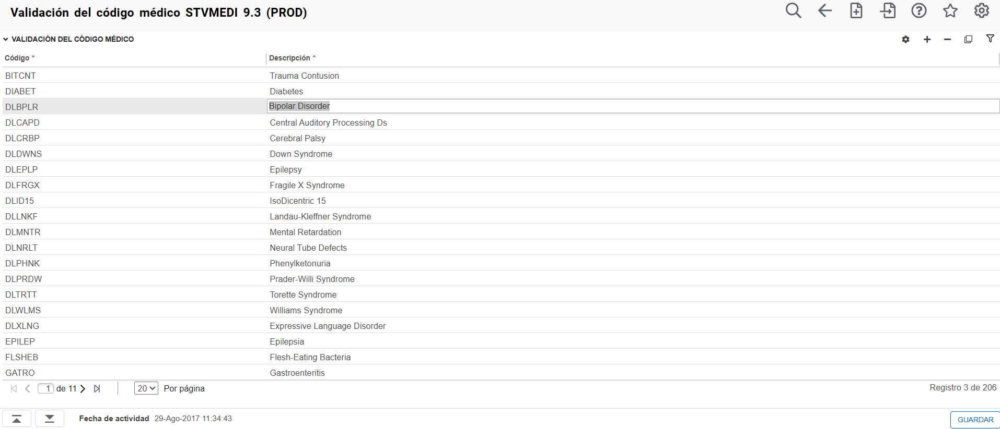 Validación del código médico STVMEDI 9.3 (PROD)
VALIDACIÓN DEL CÓDIGO MÉDICO
Código * Descripción *
BITCNT Trauma Contusion
DIABET Diabetes
DLBPLR Bipolar Disorder
DLCAPD Central Auditory Processing Ds
DLCRBP Cerebral Palsy
DLDWNS Down Syndrome
DLEPLP Epilepsy
DLFRGX Fragile X Syndrome
DLID15 IsoDicentric 15
DLLNKF Landau-Kleffner Syndrome
DLMNTR Mental Retardation
DLNRLT Neural Tube Defects
DLPHNK Phenylketonuria
DLPRDW Prader-Willi Syndrome
DLTRTT Torette Syndrome
DLWLMS Williams Syndrome
DLXLNG Expressive Language Disorder
EPILEP Epilepsia
FLSHEB Flesh-Eating Bacteria
GATRO Gastroenteritis
1 de 11 20 Por página Registro 3 de 206
Fecha de actividad 29-Ago-2017 11:34:43 GUARDAR